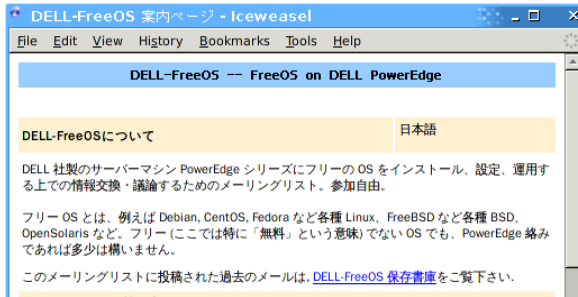 DELL-FreeOS 案内ページ - Iceweasel
File Edit View History Bookmarks Tools Help
DELL-FreeOS -- FreeOS on DELL PowerEdge
DELL-FreeOSについて
日本語
DELL 社製のサーバーマシン PowerEdge シリーズにフリーの OS をインストール、設定、運用す
る上での情報交換・議論するためのメーリングリスト。参加自由。
フリー OS とは、例えば Debian, CentOS, Fedora など各種 Linux、FreeBSD など各種 BSD、
OpenSolaris など。フリー (ここでは特に「無料」という意味) でない OS でも、PowerEdge 絡み
であれば多少は構いません。
このメーリングリストに投稿された過去のメールは, DELL-FreeOS 保存書庫をご覧下さい.